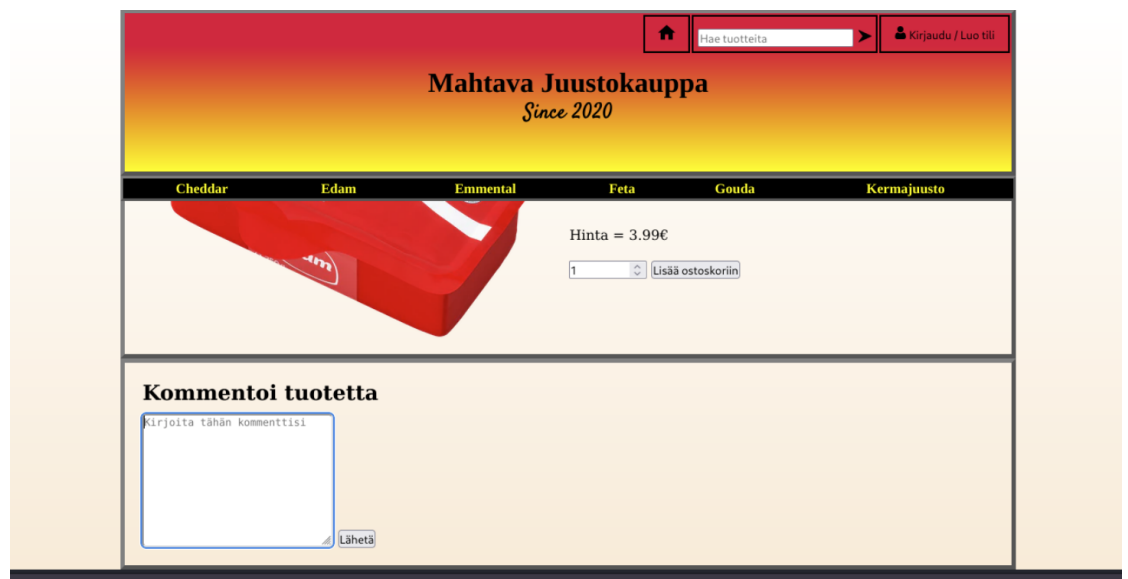 Hae tuotteita
Kirjaudu / Luo tili
Mahtava Juustokauppa
Since 2020
Cheddar Edam Emmental Feta Gouda Kermajuusto
Hinta = 3.99€
1 Lisää ostoskoriin
Kommentoi tuotetta
Kirjoita tähän kommenttisi
Lähetä